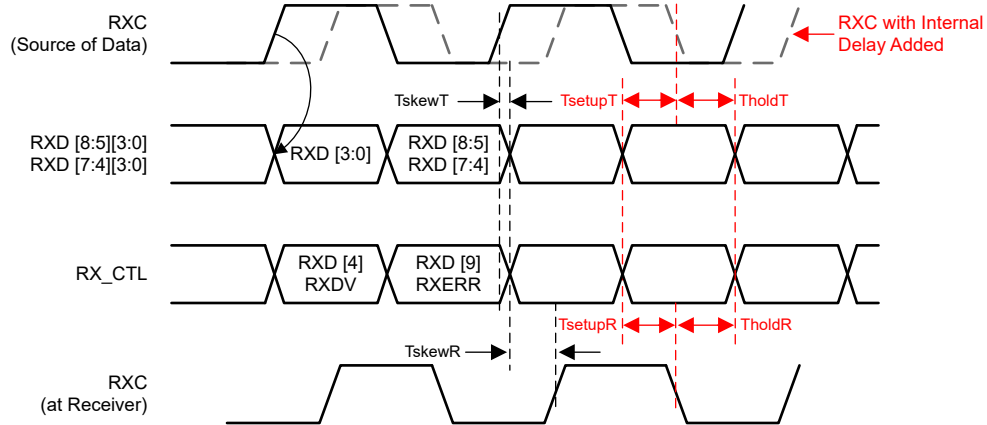 RXC
(Source of Data)
RXC with Internal
Delay Added
TskewT
TsetupT
TholdT
RXD [8:5][3:0]
RXD [7:4][3:0]
RXD [3:0]
RXD [8:5]
RXD [7:4]
RX_CTL
RXD [4]
RXDV
RXD [9]
RXERR
TsetupR
TholdR
TskewR
RXC
(at Receiver)